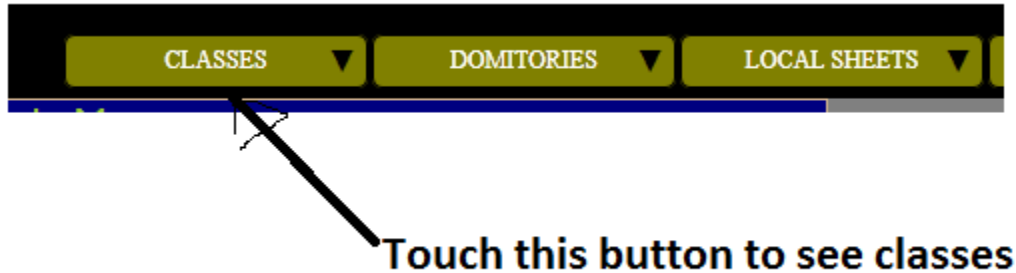 CLASSES ▼ DOMITORIES ▼ LOCAL SHEETS ▼
Touch this button to see classes